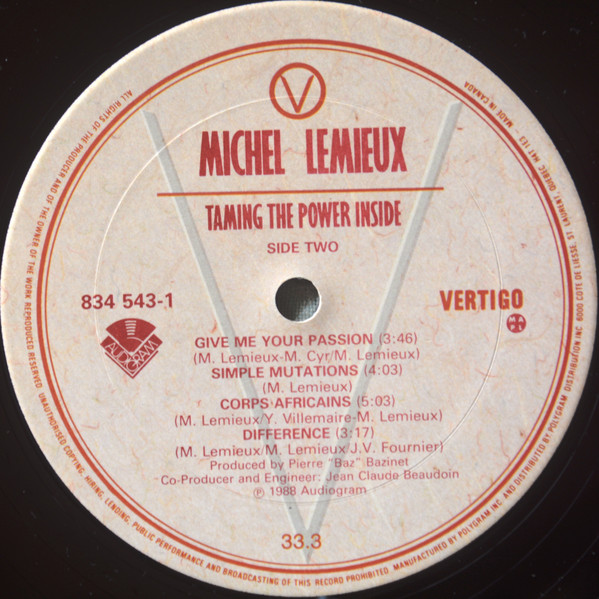 V
MICHEL LEMIEUX
TAMING THE POWER INSIDE
SIDE TWO
834 543-1
VERTIGO
AUDIOGRAM
MA
GIVE ME YOUR PASSION (3:46)
(M. Lemieux-M. Cyr/M. Lemieux)
SIMPLE MUTATIONS (4:03)
(M. Lemieux)
CORPS AFRICAINS (5:03)
(M. Lemieux/Y. Villemaire-M. Lemieux)
DIFFERENCE (3:17)
(M. Lemieux/M. Lemieux/J.V. Fournier)
Produced by Pierre "Baz" Bazinet
Co-Producer and Engineer: Jean Claude Beaudoin
℗ 1988 Audiogram
33.3
ALL RIGHTS OF THE PRODUCER AND OF THE OWNER OF THE WORK REPRODUCED RESERVED. UNAUTHORISED COPYING, HIRING, LENDING, PUBLIC PERFORMANCE AND BROADCASTING OF THIS RECORD PROHIBITED. MANUFACTURED BY POLYGRAM INC AND DISTRIBUTED BY POLYGRAM DISTRIBUTION INC 6000 COTE DE LIESSE, ST LAURENT, QUEBEC H4T 1E3 MADE IN CANADA